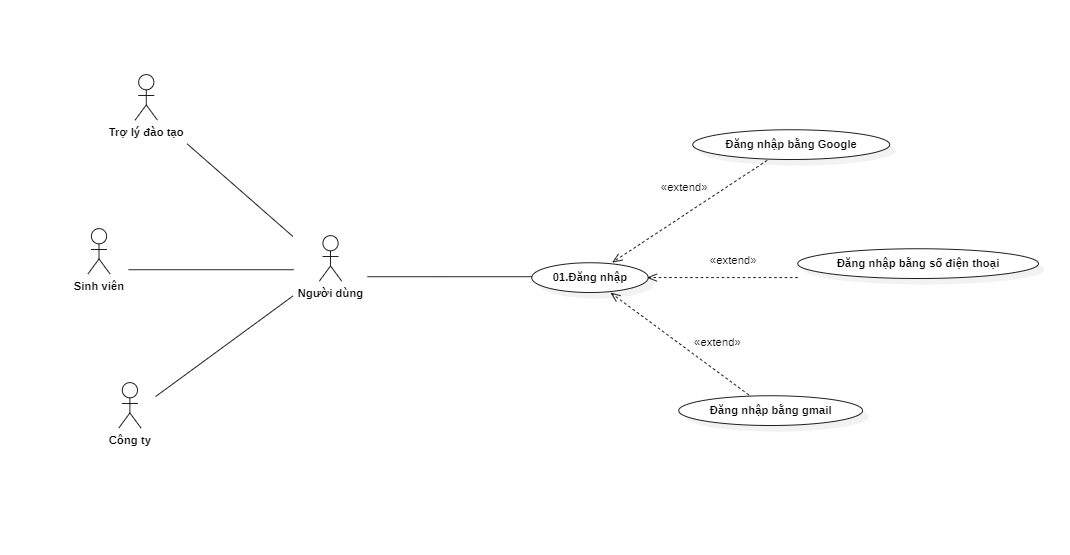 Trợ lý đào tạo
Đăng nhập bằng Google
«extend»
Sinh viên
Người dùng
01.Đăng nhập
«extend»
Đăng nhập bằng số điện thoại
«extend»
Công ty
Đăng nhập bằng gmail